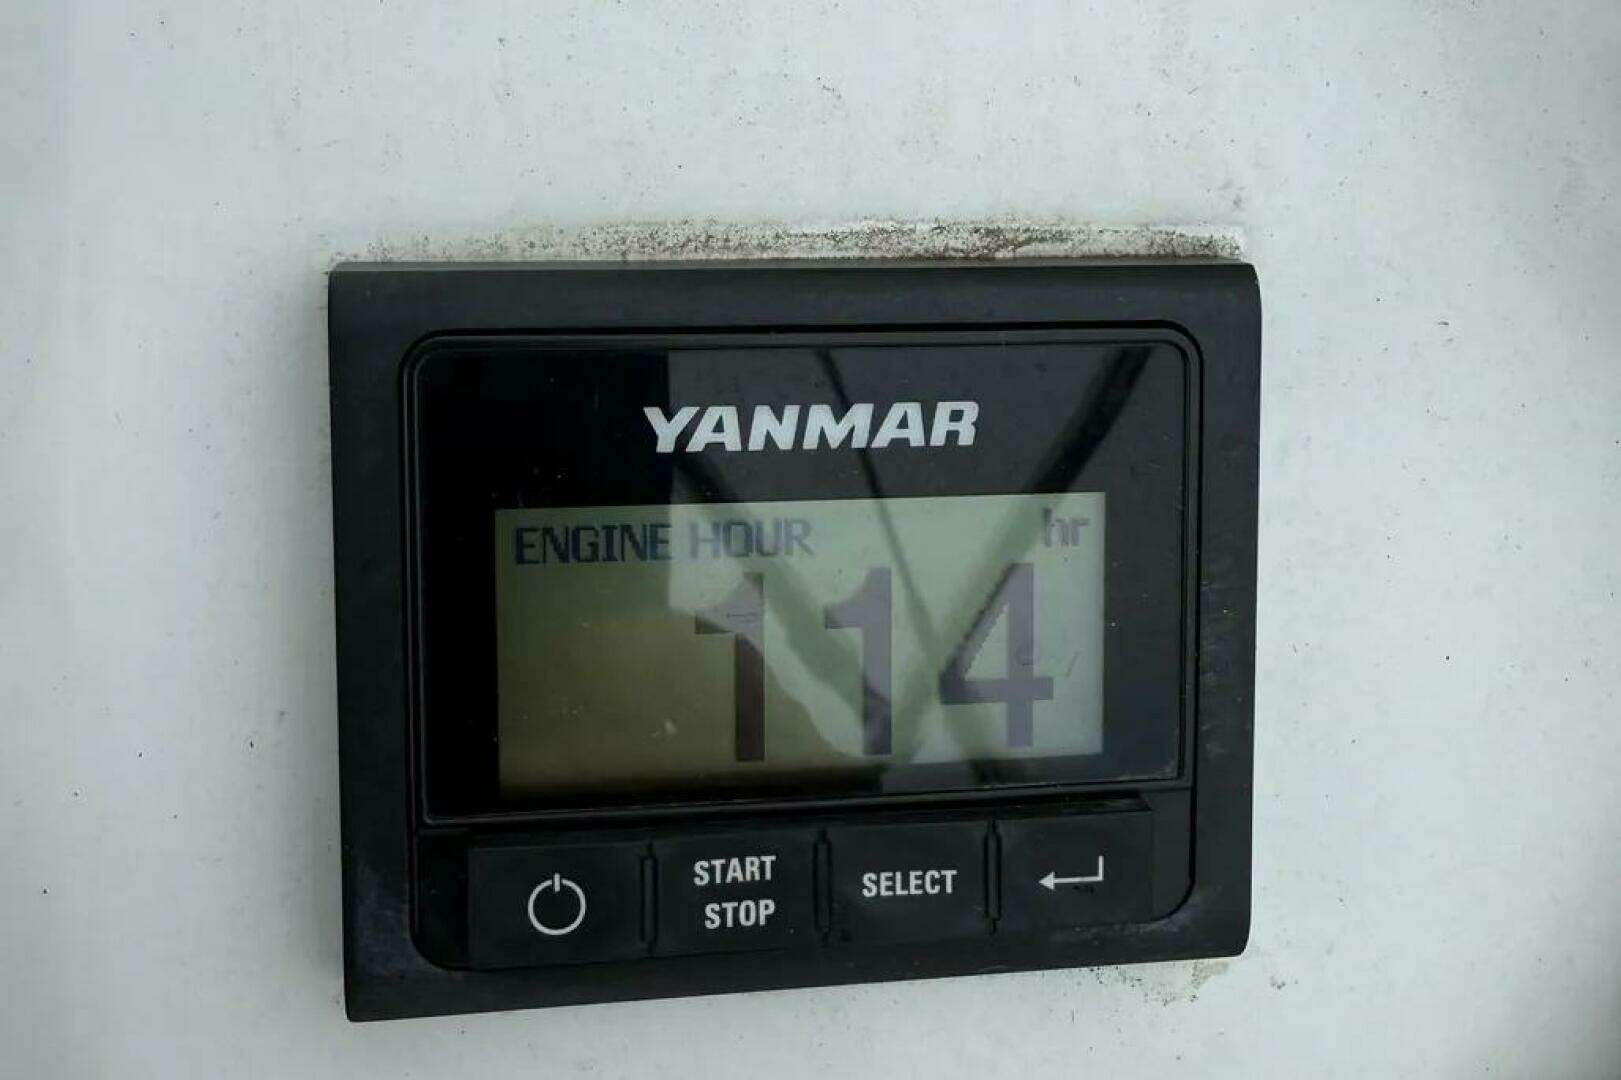 YANMAR
ENGINE HOUR hr
114
START
STOP
SELECT